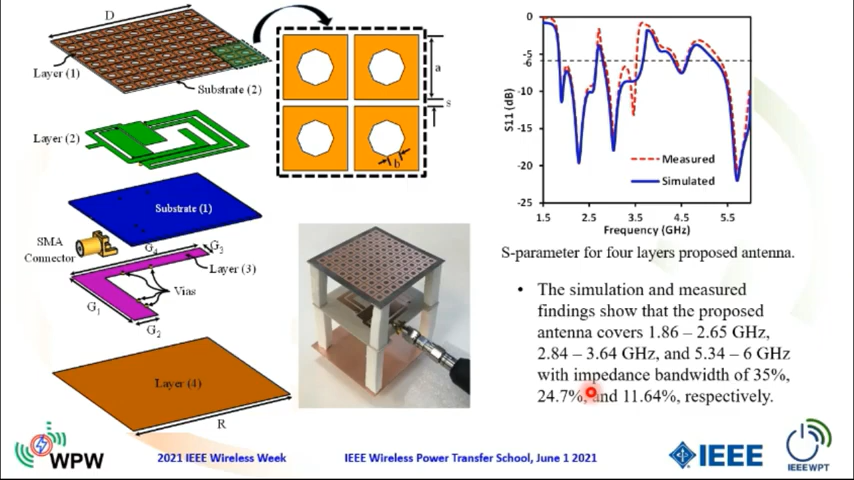 D
Layer (1)
Substrate (2)
a
s
b
Layer (2)
Substrate (1)
SMA
Connector
G4
G3
Layer (3)
Vias
G1
G2
Layer (4)
R
0
-5
-6
-10
-15
-20
-25
S11 (dB)
Measured
Simulated
1.5
2.5
3.5
4.5
5.5
Frequency (GHz)
S-parameter for four layers proposed antenna.
• The simulation and measured
findings show that the proposed
antenna covers 1.86 – 2.65 GHz,
2.84 – 3.64 GHz, and 5.34 – 6 GHz
with impedance bandwidth of 35%,
24.7%, and 11.64%, respectively.
WPW
2021 IEEE Wireless Week
IEEE Wireless Power Transfer School, June 1 2021
IEEE
IEEE WPT